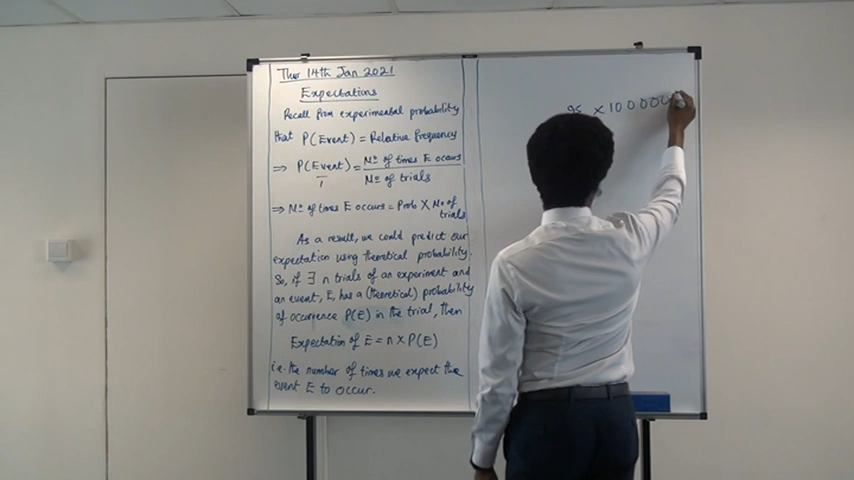 Thur 14th Jan 2021
Expectations
Recall from experimental probability
that P(Event) = Relative frequency
⇒ P(Event) = No of times E occurs
No of trials
⇒ No of times E occurs = Prob X No of
trials
As a result, we could predict our
expectation using theoretical probability.
So, if ∃ n trials of an experiment and
an event, E, has a (theoretical) probability
of occurrence P(E) in the trial, then
Expectation of E = n X P(E)
i.e. the number of times we expect the
event E to occur.
95 × 100000